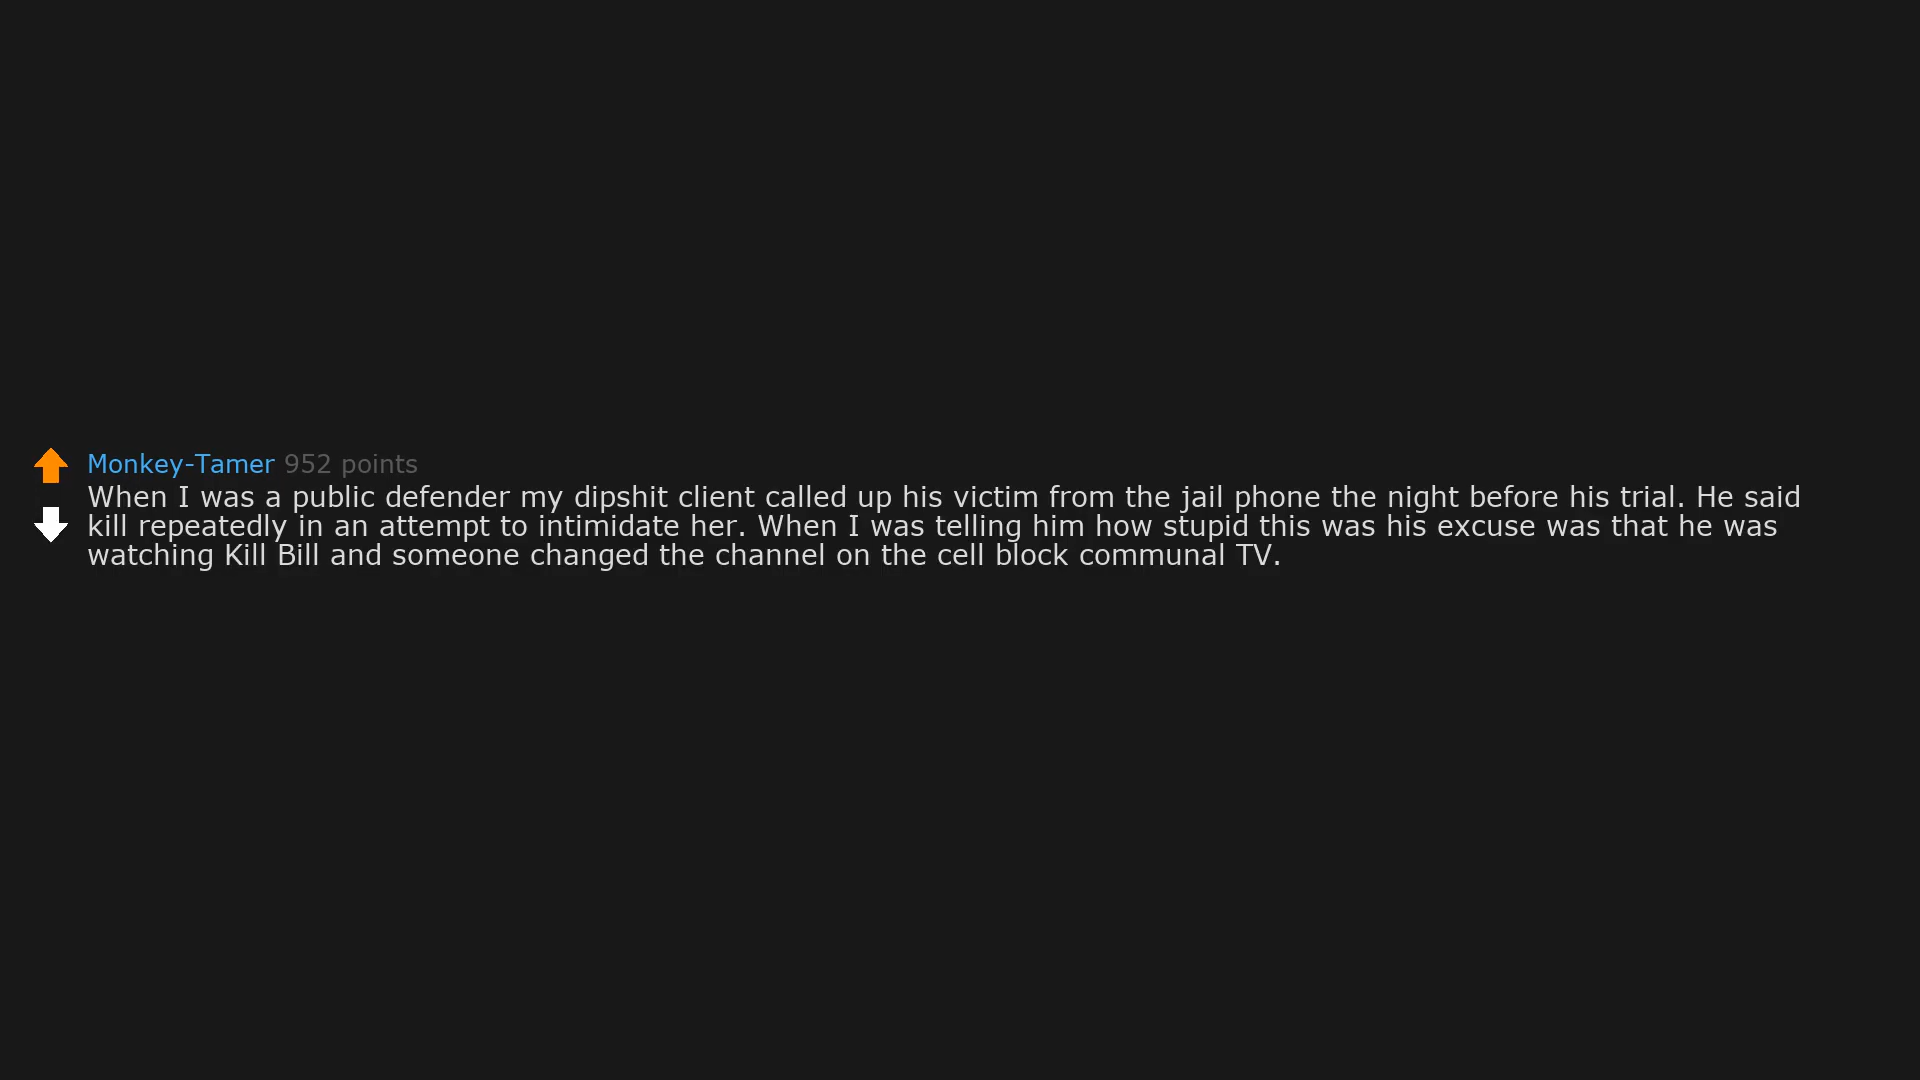 Monkey-Tamer 952 points
When I was a public defender my dipshit client called up his victim from the jail phone the night before his trial. He said
kill repeatedly in an attempt to intimidate her. When I was telling him how stupid this was his excuse was that he was
watching Kill Bill and someone changed the channel on the cell block communal TV.